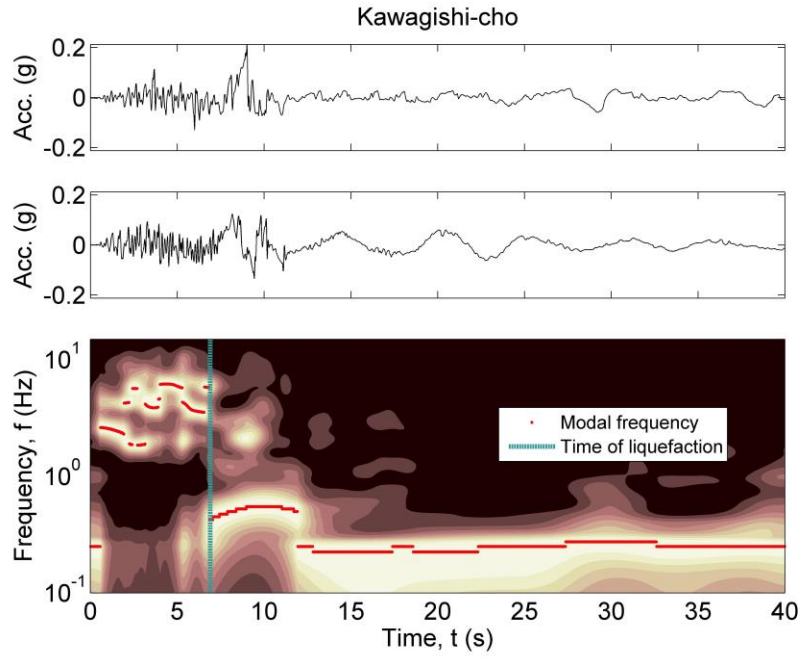 Kawagishi-cho
Acc. (g)
0.2
0
-0.2
Acc. (g)
0.2
0
-0.2
Frequency, f (Hz)
10^1
10^0
10^-1
Modal frequency
Time of liquefaction
0 5 10 15 20 25 30 35 40
Time, t (s)